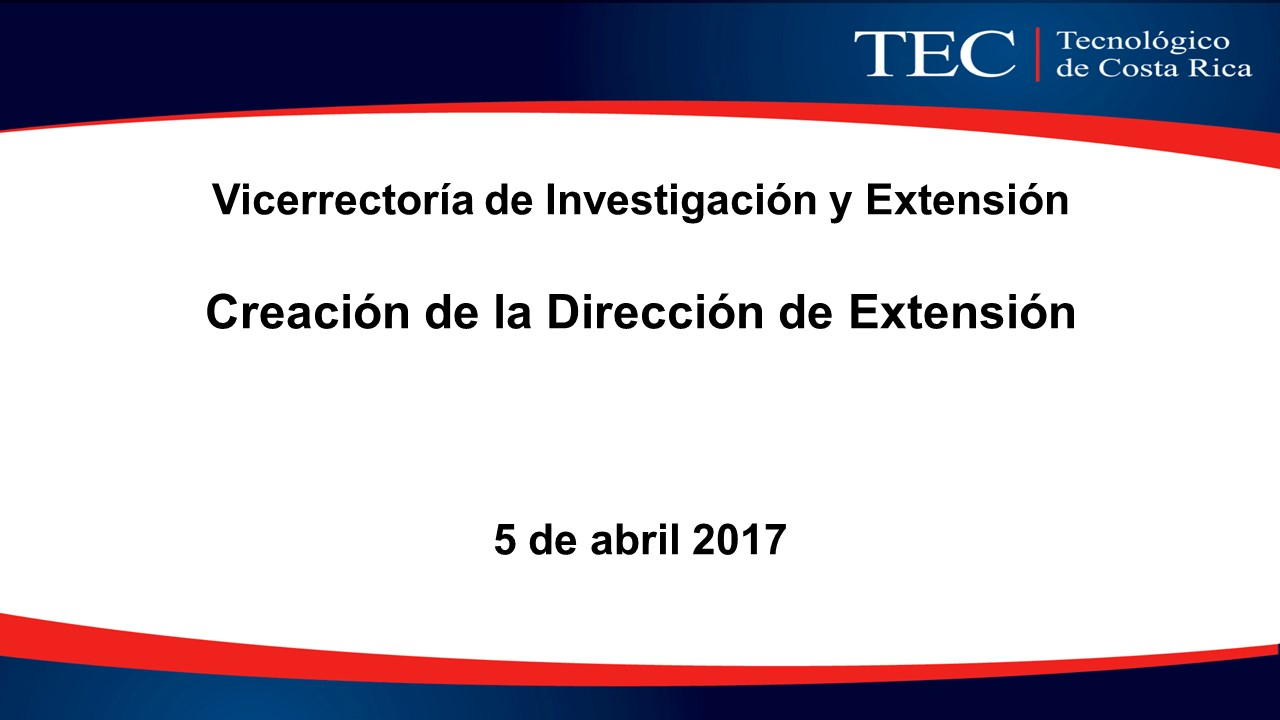 TEC
Tecnológico
de Costa Rica
Vicerrectoría de Investigación y Extensión
Creación de la Dirección de Extensión
5 de abril 2017